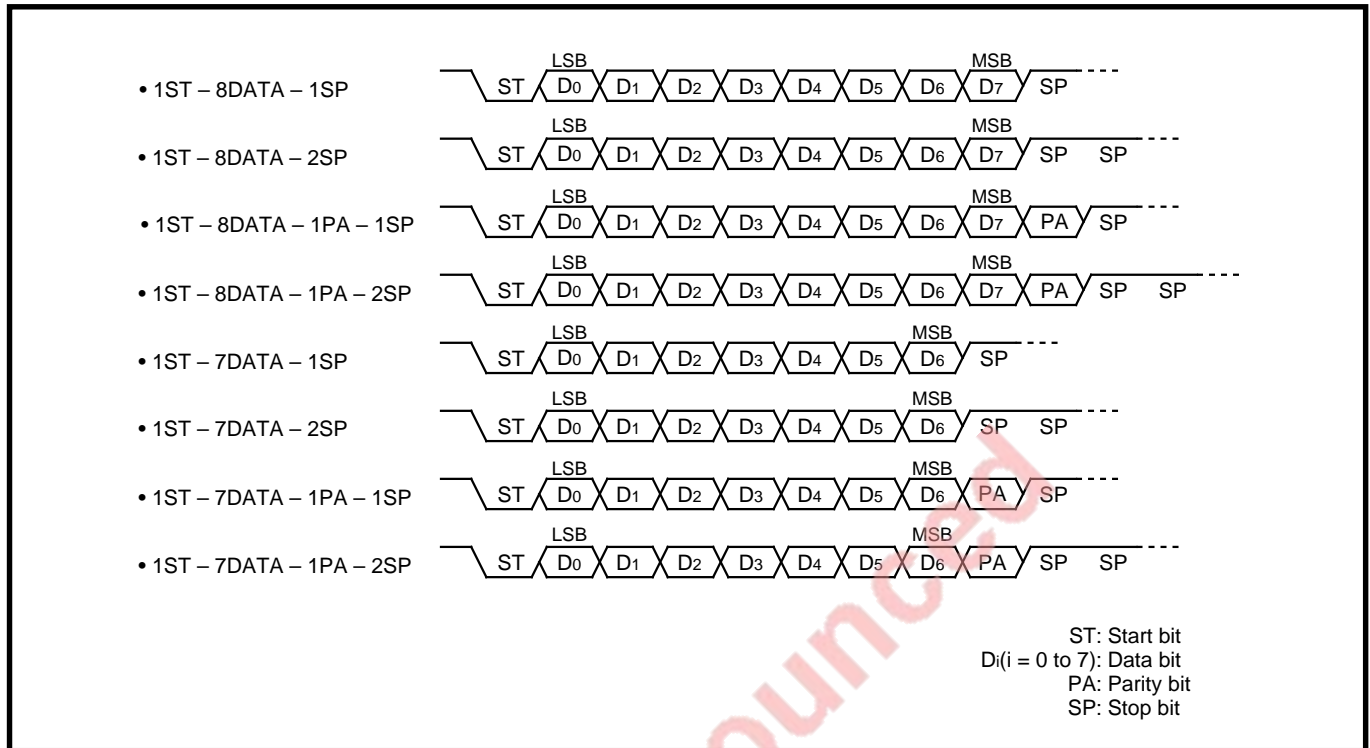 • 1ST – 8DATA – 1SP
LSB MSB
ST D0 D1 D2 D3 D4 D5 D6 D7 SP
• 1ST – 8DATA – 2SP
LSB MSB
ST D0 D1 D2 D3 D4 D5 D6 D7 SP SP
• 1ST – 8DATA – 1PA – 1SP
LSB MSB
ST D0 D1 D2 D3 D4 D5 D6 D7 PA SP
• 1ST – 8DATA – 1PA – 2SP
LSB MSB
ST D0 D1 D2 D3 D4 D5 D6 D7 PA SP SP
• 1ST – 7DATA – 1SP
LSB MSB
ST D0 D1 D2 D3 D4 D5 D6 SP
• 1ST – 7DATA – 2SP
LSB MSB
ST D0 D1 D2 D3 D4 D5 D6 SP SP
• 1ST – 7DATA – 1PA – 1SP
LSB MSB
ST D0 D1 D2 D3 D4 D5 D6 PA SP
• 1ST – 7DATA – 1PA – 2SP
LSB MSB
ST D0 D1 D2 D3 D4 D5 D6 PA SP SP
ST: Start bit
Di(i = 0 to 7): Data bit
PA: Parity bit
SP: Stop bit
ounced